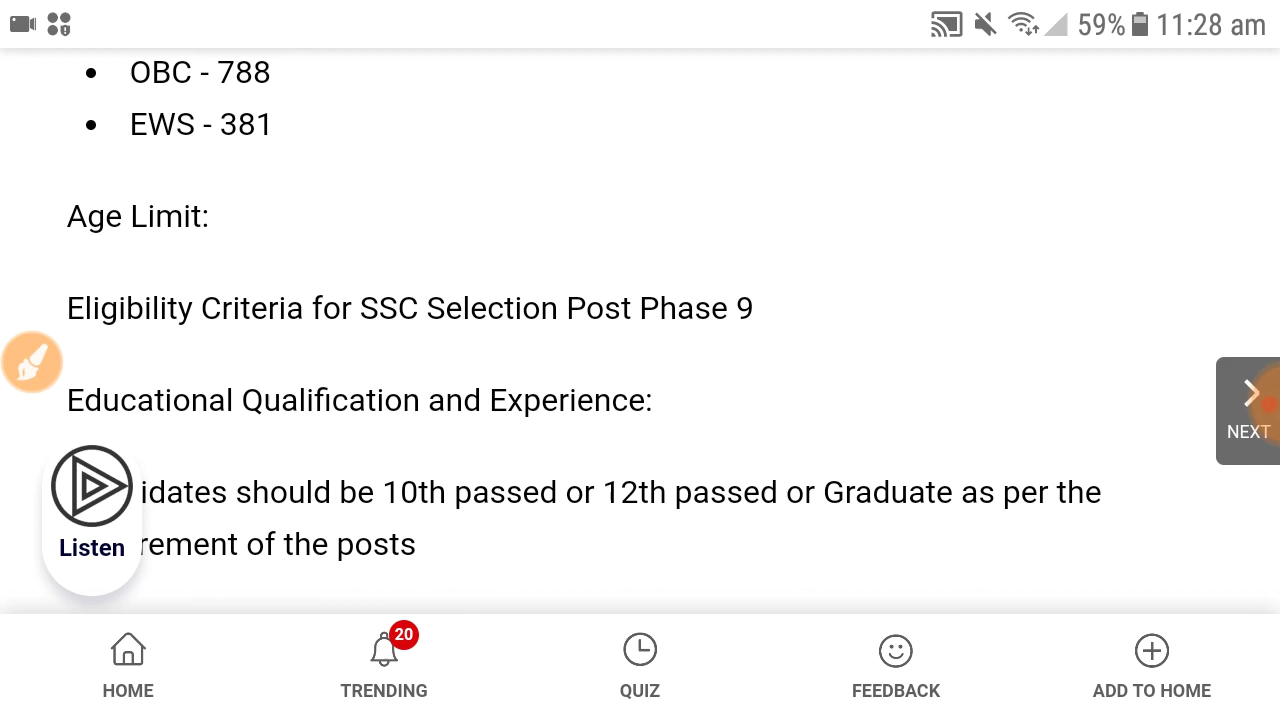 59% 11:28 am
OBC - 788
EWS - 381
Age Limit:
Eligibility Criteria for SSC Selection Post Phase 9
Educational Qualification and Experience:
idates should be 10th passed or 12th passed or Graduate as per the
rement of the posts
Listen
NEXT
20
HOME TRENDING QUIZ FEEDBACK ADD TO HOME